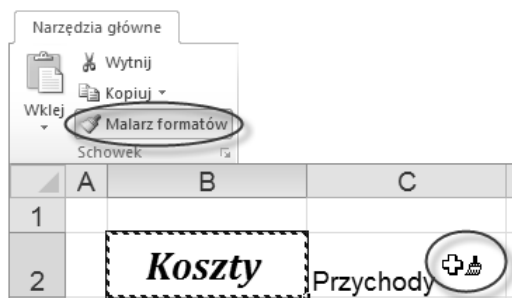 Narzędzia główne
Wytnij
Kopiuj
Wklej
Malarz formatów
Schowek
A B C
1
2 Koszty Przychody